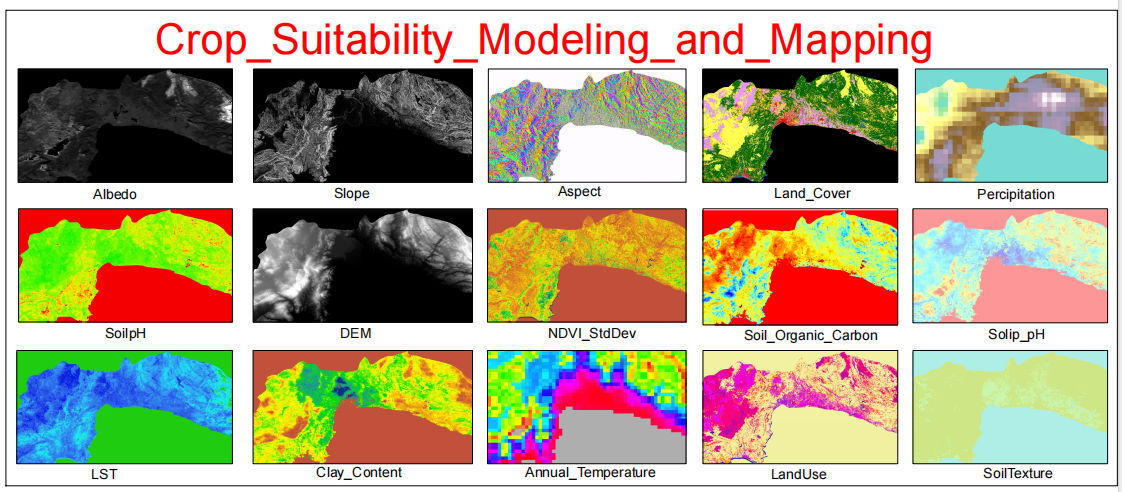 Crop_Suitability_Modeling_and_Mapping
Albedo
Slope
Aspect
Land_Cover
Percipitation
SoilpH
DEM
NDVI_StdDev
Soil_Organic_Carbon
Solip_pH
LST
Clay_Content
Annual_Temperature
LandUse
SoilTexture